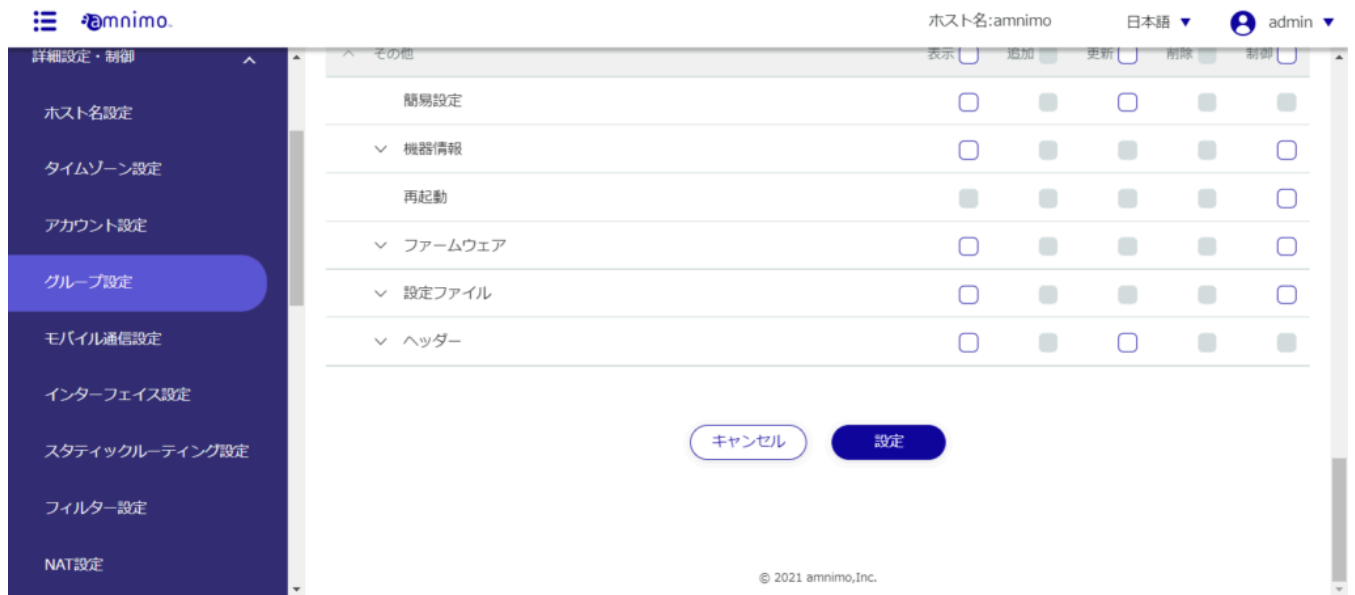 amnimo
ホスト名:amnimo 日本語 ▼ admin ▼
詳細設定・制御
ホスト名設定
タイムゾーン設定
アカウント設定
グループ設定
モバイル通信設定
インターフェイス設定
スタティックルーティング設定
フィルター設定
NAT設定
その他 表示 追加 更新 削除 制御
簡易設定
機器情報
再起動
ファームウェア
設定ファイル
ヘッダー
キャンセル 設定
© 2021 amnimo,Inc.